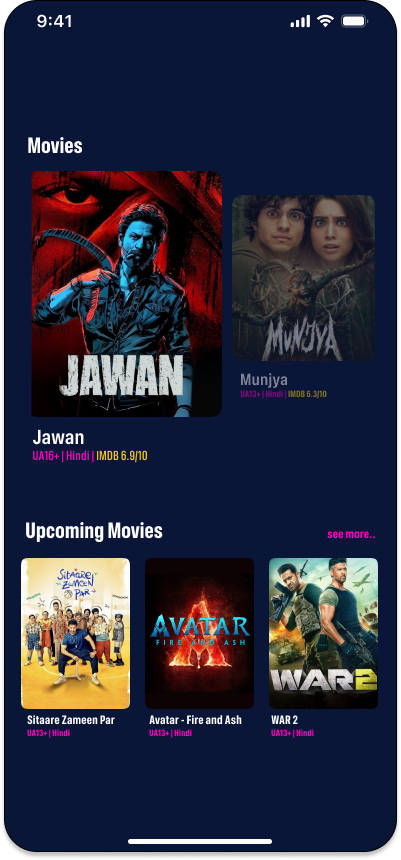 9:41
Movies
JAWAN
MUNJYA
Jawan
UA16+ | Hindi | IMDB 6.9/10
Munjya
UA13+ | Hindi | IMDB 6.3/10
Upcoming Movies
see more..
SITAARE
ZAMEEN
PAR
AVATAR
FIRE AND ASH
WAR 2
Sitaare Zameen Par
UA13+ | Hindi
Avatar - Fire and Ash
UA13+ | Hindi
WAR 2
UA13+ | Hindi